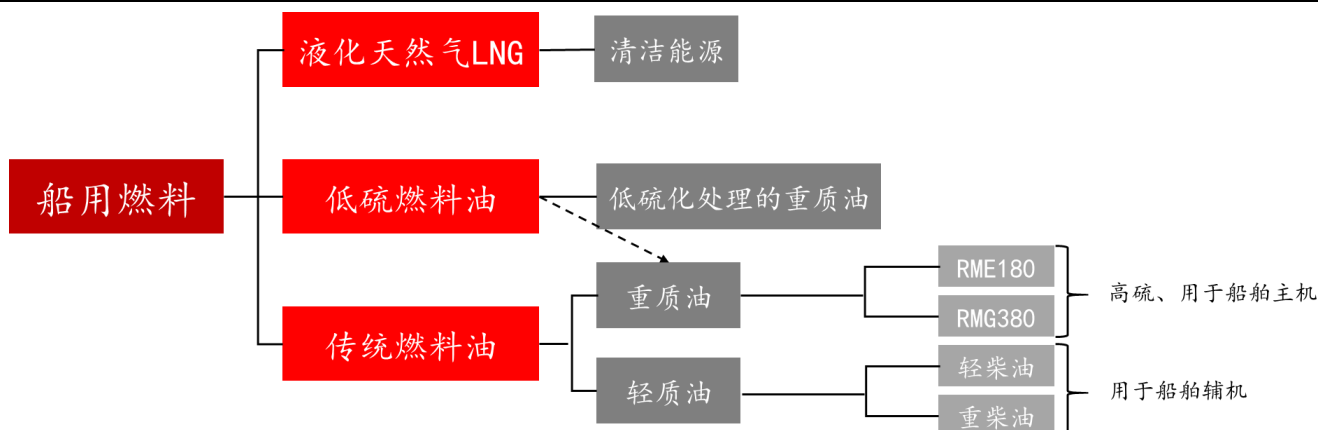 液化天然气LNG
清洁能源
船用燃料
低硫燃料油
低硫化处理的重质油
重质油
RME180
RMG380
高硫、用于船舶主机
传统燃料油
轻质油
轻柴油
重柴油
用于船舶辅机